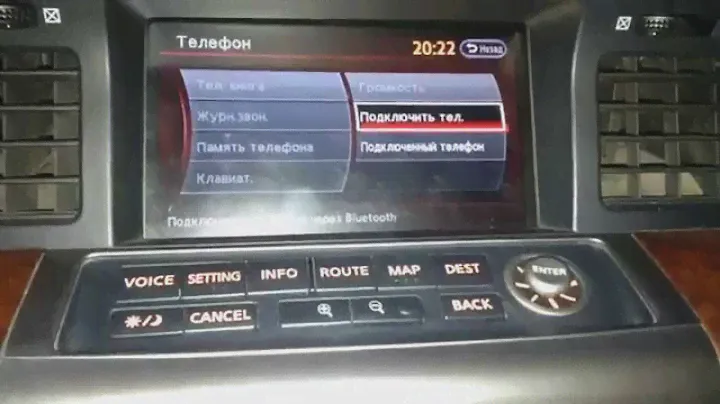 Телефон
20:22
Назад
Тел. книга
Громкость
Журн.звон.
Подключить тел.
Память телефона
Подключенный телефон
Клавиат.
Bluetooth
VOICE
SETTING
INFO
ROUTE
MAP
DEST
ENTER
CANCEL
BACK